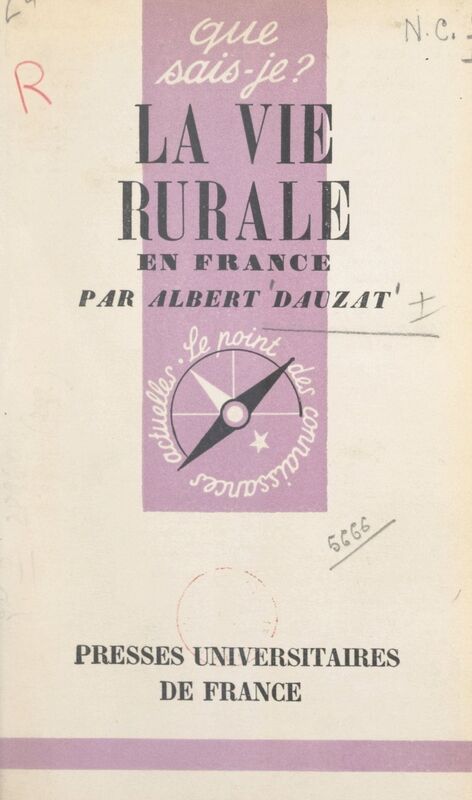 N.C.
R
que
sais-je?
LA VIE
RURALE
EN FRANCE
PAR ALBERT DAUZAT
Le point des connaissances actuelles.
5666
PRESSES UNIVERSITAIRES
DE FRANCE